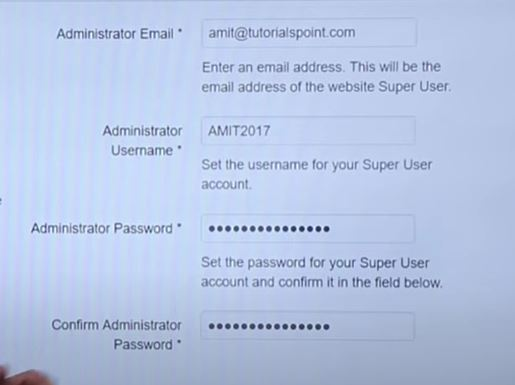 Administrator Email * amit@tutorialspoint.com
Enter an email address. This will be the
email address of the website Super User.
Administrator
Username * AMIT2017
Set the username for your Super User
account.
Administrator Password * •••••••••••••••
Set the password for your Super User
account and confirm it in the field below.
Confirm Administrator
Password * •••••••••••••••